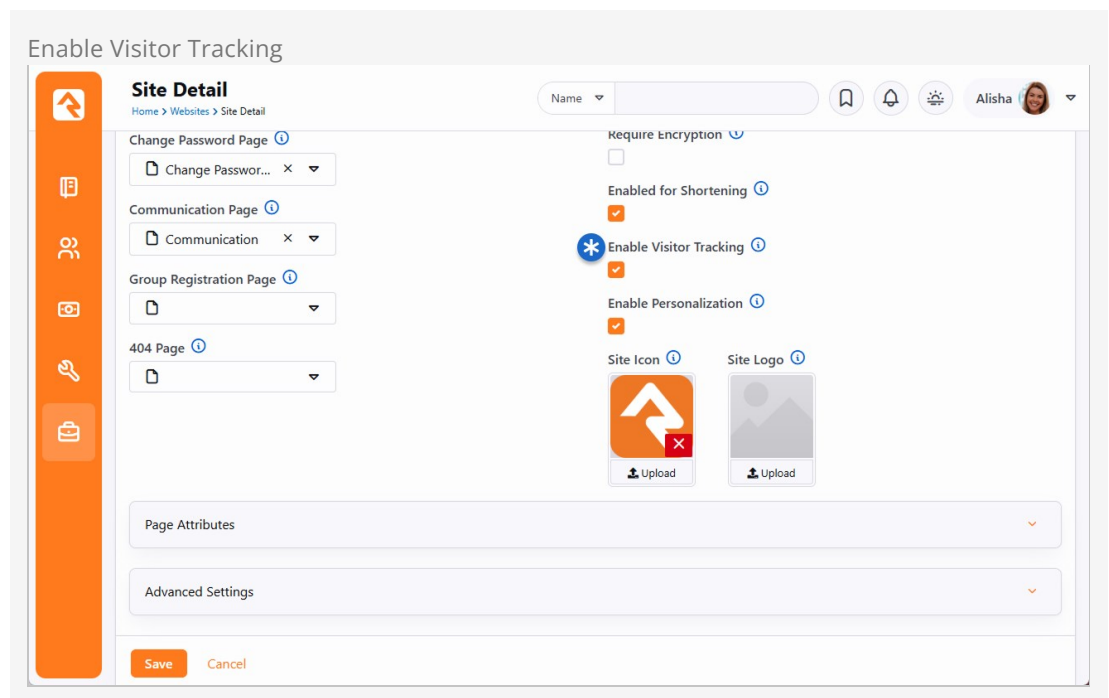 Enable Visitor Tracking
Site Detail
Home > Websites > Site Detail
Name
Alisha
Change Password Page
Change Passwor...
Communication Page
Communication
Group Registration Page
404 Page
Require Encryption
Enabled for Shortening
Enable Visitor Tracking
Enable Personalization
Site Icon
Site Logo
Upload
Upload
Page Attributes
Advanced Settings
Save
Cancel